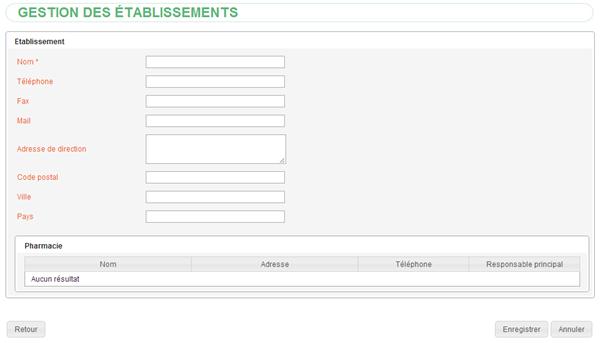 GESTION DES ÉTABLISSEMENTS
Etablissement
Nom *
Téléphone
Fax
Mail
Adresse de direction
Code postal
Ville
Pays
Pharmacie
Nom Adresse Téléphone Responsable principal
Aucun résultat
Retour Enregistrer Annuler